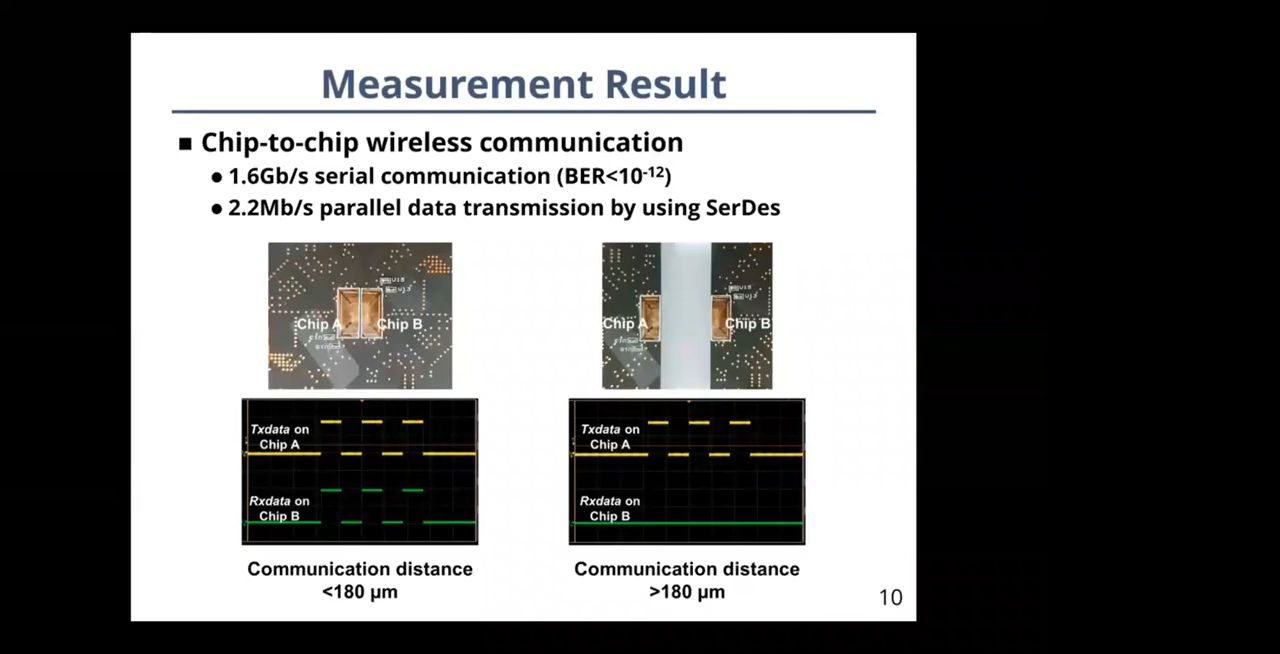 Measurement Result
■ Chip-to-chip wireless communication
● 1.6Gb/s serial communication (BER<10⁻¹²)
● 2.2Mb/s parallel data transmission by using SerDes
Chip A Chip B
Chip A Chip B
Txdata on
Chip A
Rxdata on
Chip B
Txdata on
Chip A
Rxdata on
Chip B
Communication distance
<180 µm
Communication distance
>180 µm
10